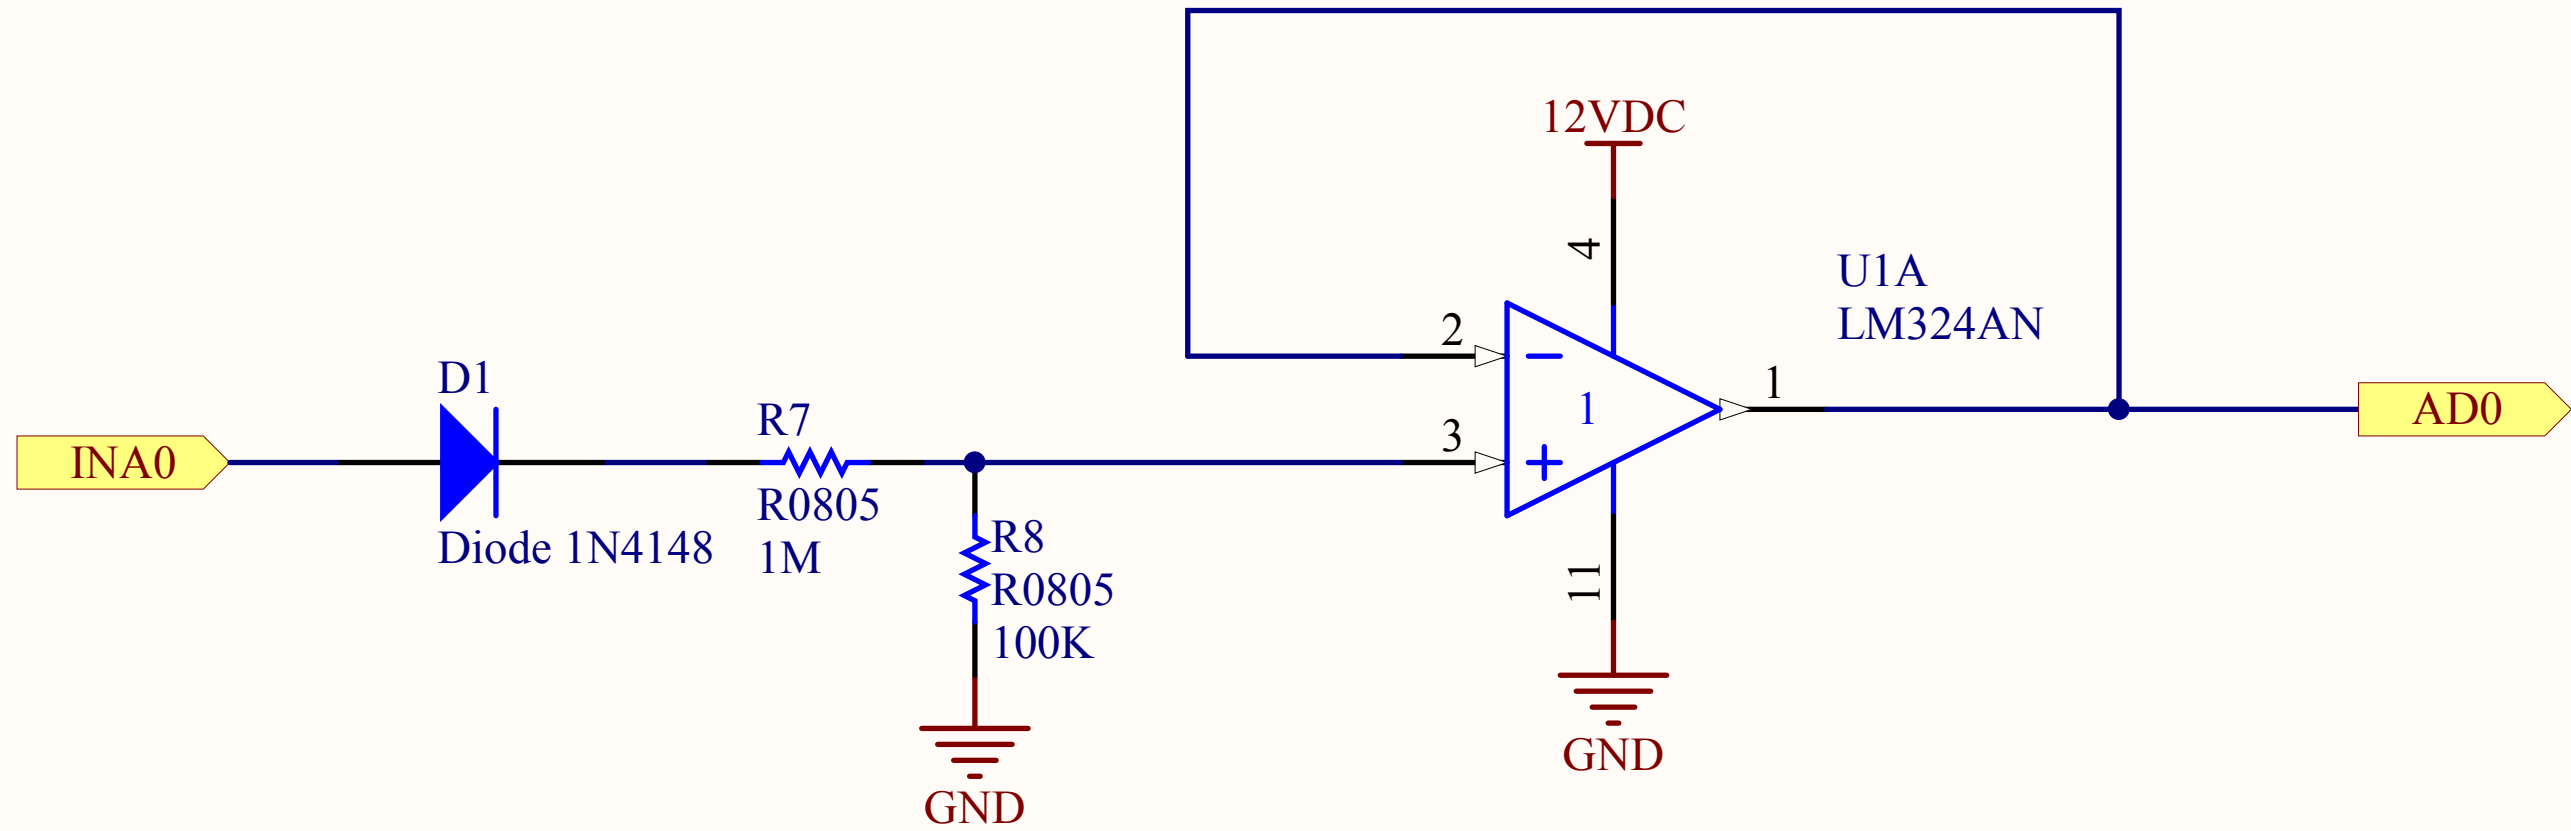 12VDC
4
U1A
LM324AN
2
D1
1
1
AD0
R7
3
INA0
R0805
Diode 1N4148
1M
R8
R0805
100K
11
GND
GND